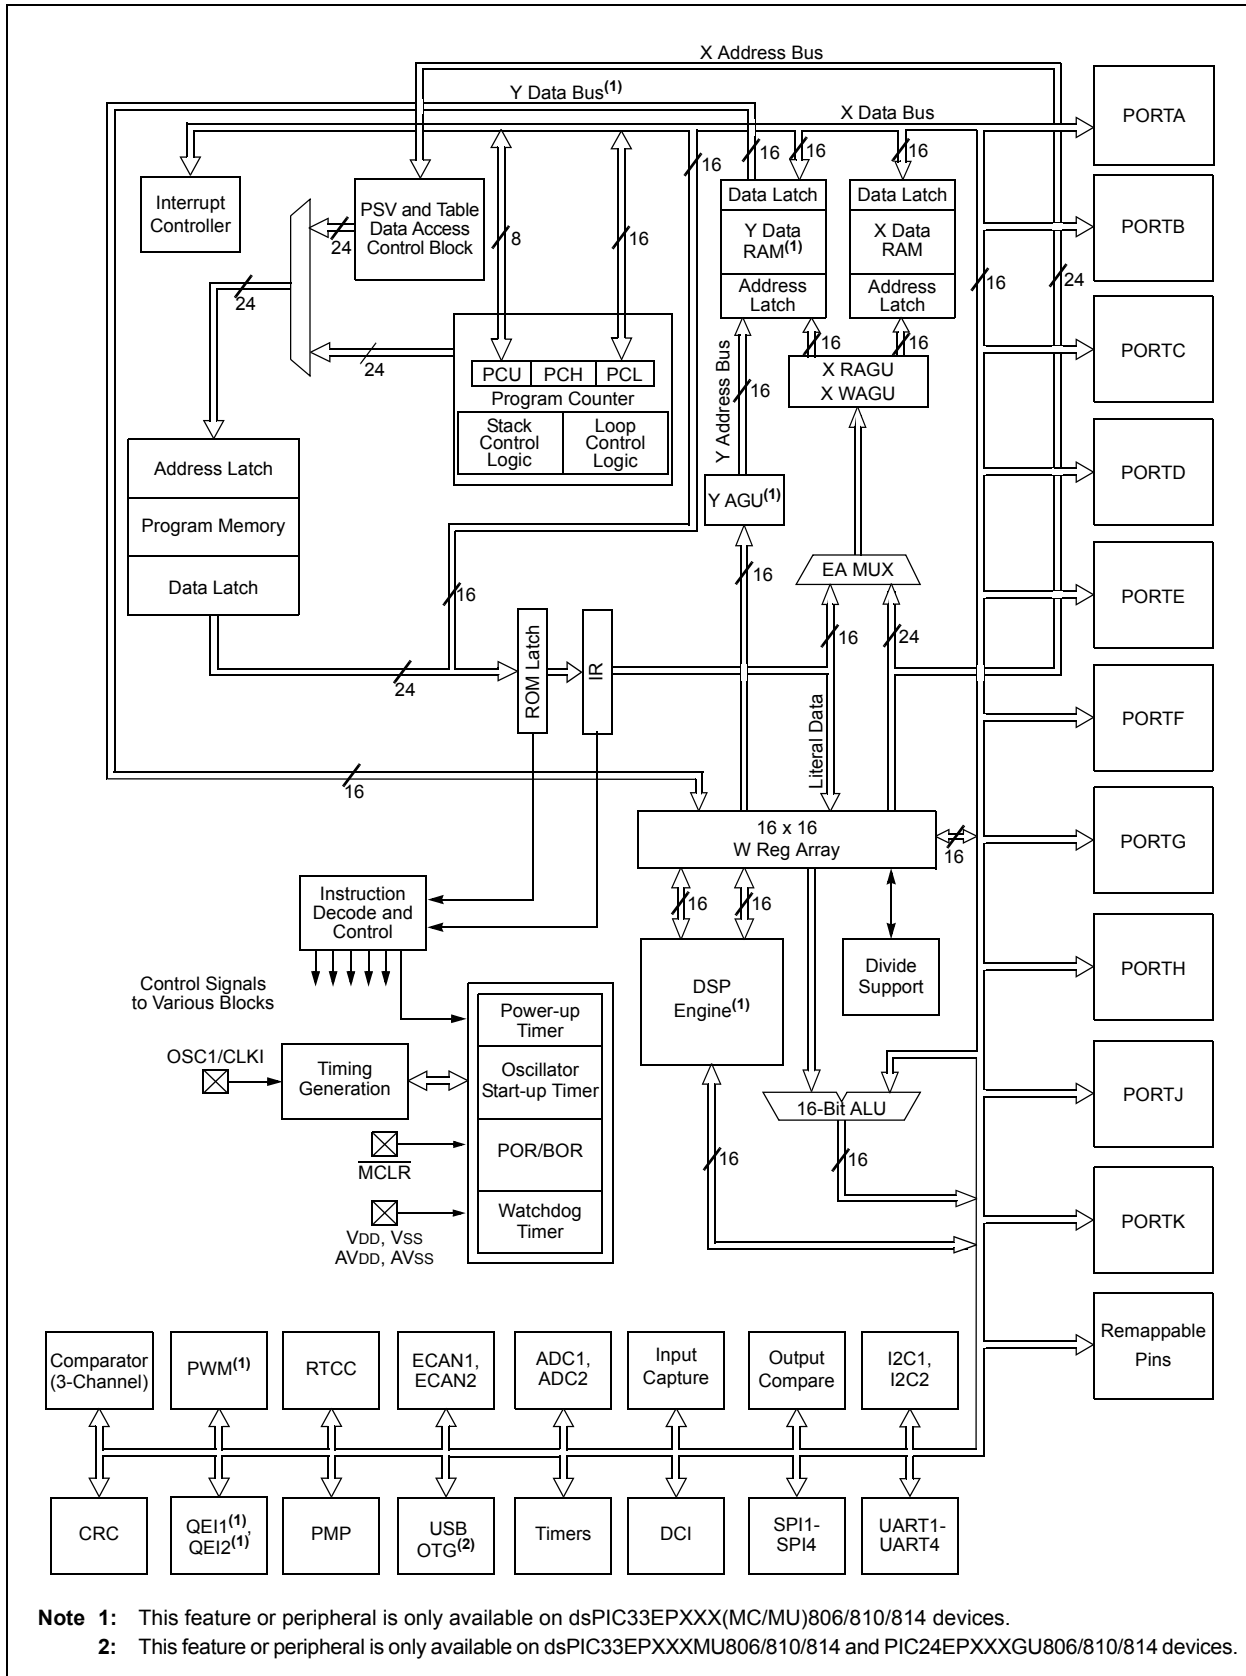 X Address Bus
Y Data Bus(1)
X Data Bus
PORTA
16
16
16
16
Interrupt
Controller
PSV and Table
Data Access
Control Block
24
8
16
Data Latch
Y Data
RAM(1)
Address
Latch
Data Latch
X Data
RAM
Address
Latch
PORTB
16
24
24
24
16
16
PORTC
PCU
PCH
PCL
Program Counter
Stack
Control
Logic
Loop
Control
Logic
Y Address Bus
16
X RAGU
X WAGU
Address Latch
Program Memory
Data Latch
Y AGU(1)
PORTD
16
EA MUX
16
16
24
PORTE
24
ROM Latch
IR
Literal Data
PORTF
16
16 x 16
W Reg Array
16
PORTG
Instruction
Decode and
Control
16
16
Control Signals
to Various Blocks
DSP
Engine(1)
Divide
Support
PORTH
Power-up
Timer
OSC1/CLKI
Timing
Generation
Oscillator
Start-up Timer
16-Bit ALU
PORTJ
MCLR
POR/BOR
16
16
VDD, VSS
AVDD, AVSS
Watchdog
Timer
PORTK
Remappable
Pins
Comparator
(3-Channel)
PWM(1)
RTCC
ECAN1,
ECAN2
ADC1,
ADC2
Input
Capture
Output
Compare
I2C1,
I2C2
CRC
QEI1(1),
QEI2(1)
PMP
USB
OTG(2)
Timers
DCI
SPI1-
SPI4
UART1-
UART4
Note 1: This feature or peripheral is only available on dsPIC33EPXXX(MC/MU)806/810/814 devices.
2: This feature or peripheral is only available on dsPIC33EPXXXMU806/810/814 and PIC24EPXXXGU806/810/814 devices.